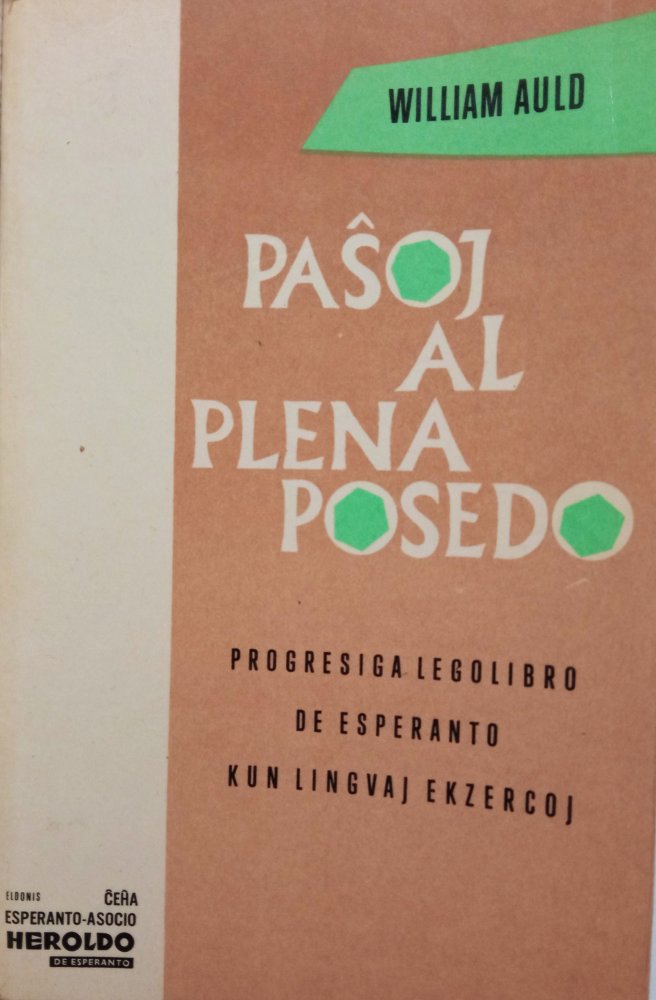 WILLIAM AULD
PAŜOJ
AL
PLENA
POSEDO
PROGRESIGA LEGOLIBRO
DE ESPERANTO
KUN LINGVAJ EKZERCOJ
ELDONIS ĈEĤA
ESPERANTO-ASOCIO
HEROLDO
DE ESPERANTO